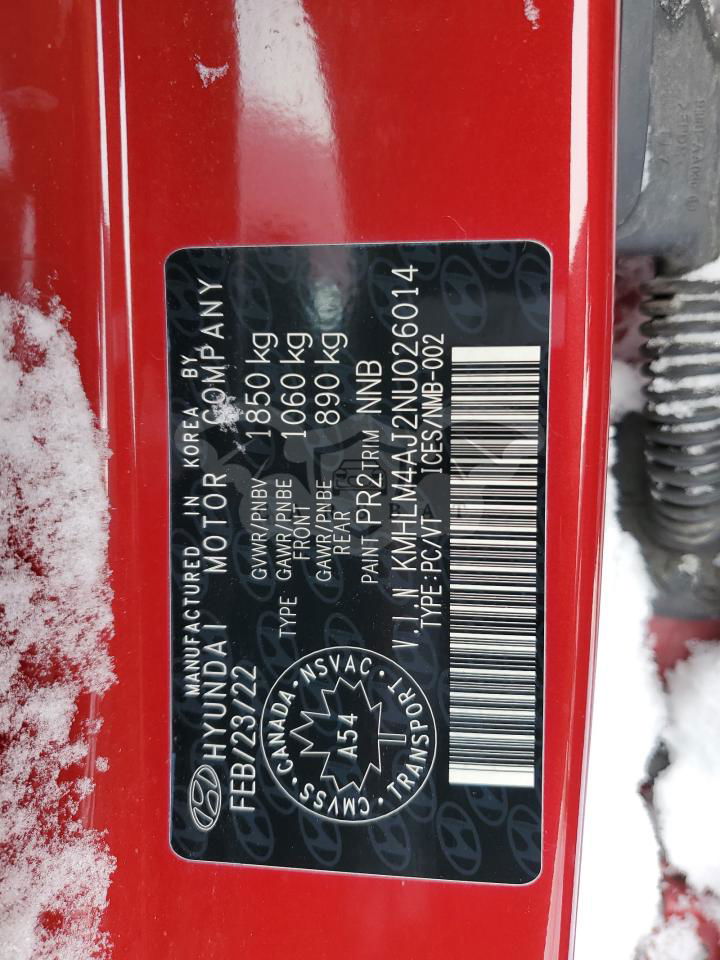 MANUFACTURED IN KOREA BY
HYUNDAI MOTOR COMPANY
FEB/23/22
GVWR/PNBV 1850 kg
TYPE GAWR/PNBE FRONT 1060 kg
GAWR/PNBE REAR 890 kg
PAINT PR2 TRIM NNB
CANADA · NSVAC · TRANSPORT · CMVSS
A54
V.I.N KMHLM4AJ2NU026014
TYPE:PC/VT ICES/NMB-002